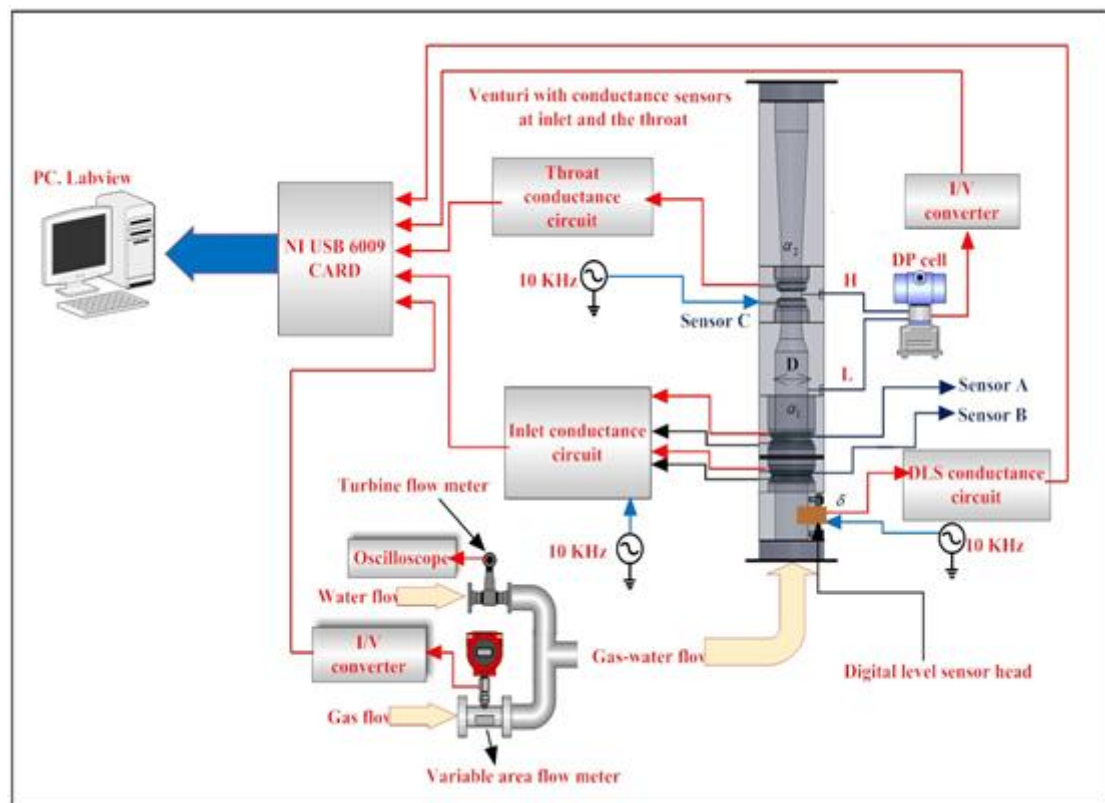 Venturi with conductance sensors
at inlet and the throat
PC. Labview
NI USB 6009
CARD
Throat
conductance
circuit
I/V
converter
DP cell
α2
H
10 KHz
Sensor C
D
L
α1
Sensor A
Sensor B
Inlet conductance
circuit
DLS conductance
circuit
δ
Turbine flow meter
Oscilloscope
10 KHz
10 KHz
Water flow
I/V
converter
Gas-water flow
Digital level sensor head
Gas flow
Variable area flow meter